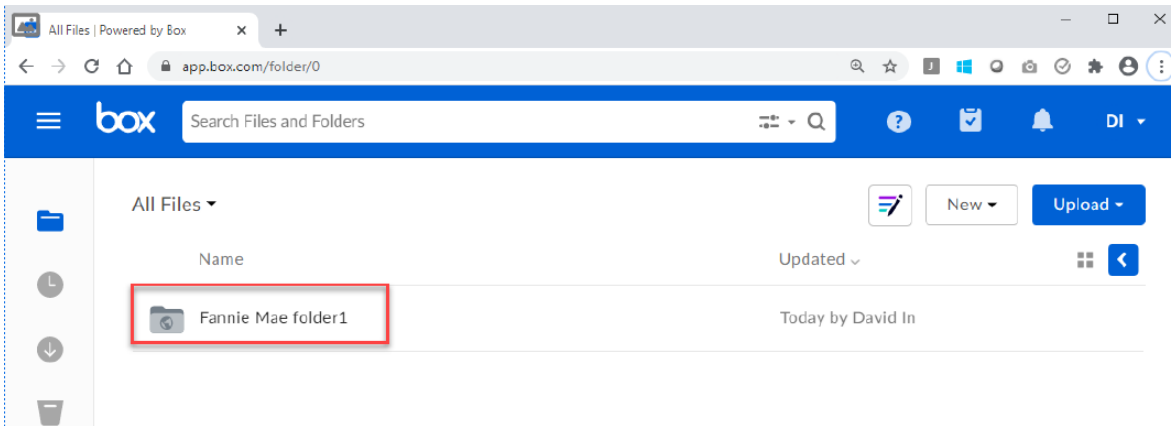 All Files | Powered by Box
app.box.com/folder/0
box
Search Files and Folders
DI
All Files
New
Upload
Name
Updated
Fannie Mae folder1
Today by David In